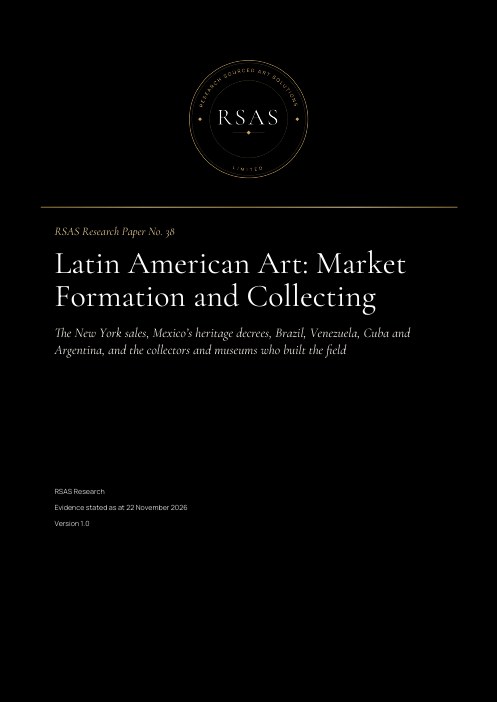 RESEARCH SOURCED ART SOLUTIONS
RSAS
LIMITED
RSAS Research Paper No. 38
Latin American Art: Market
Formation and Collecting
The New York sales, Mexico's heritage decrees, Brazil, Venezuela, Cuba and
Argentina, and the collectors and museums who built the field
RSAS Research
Evidence stated as at 22 November 2026
Version 1.0